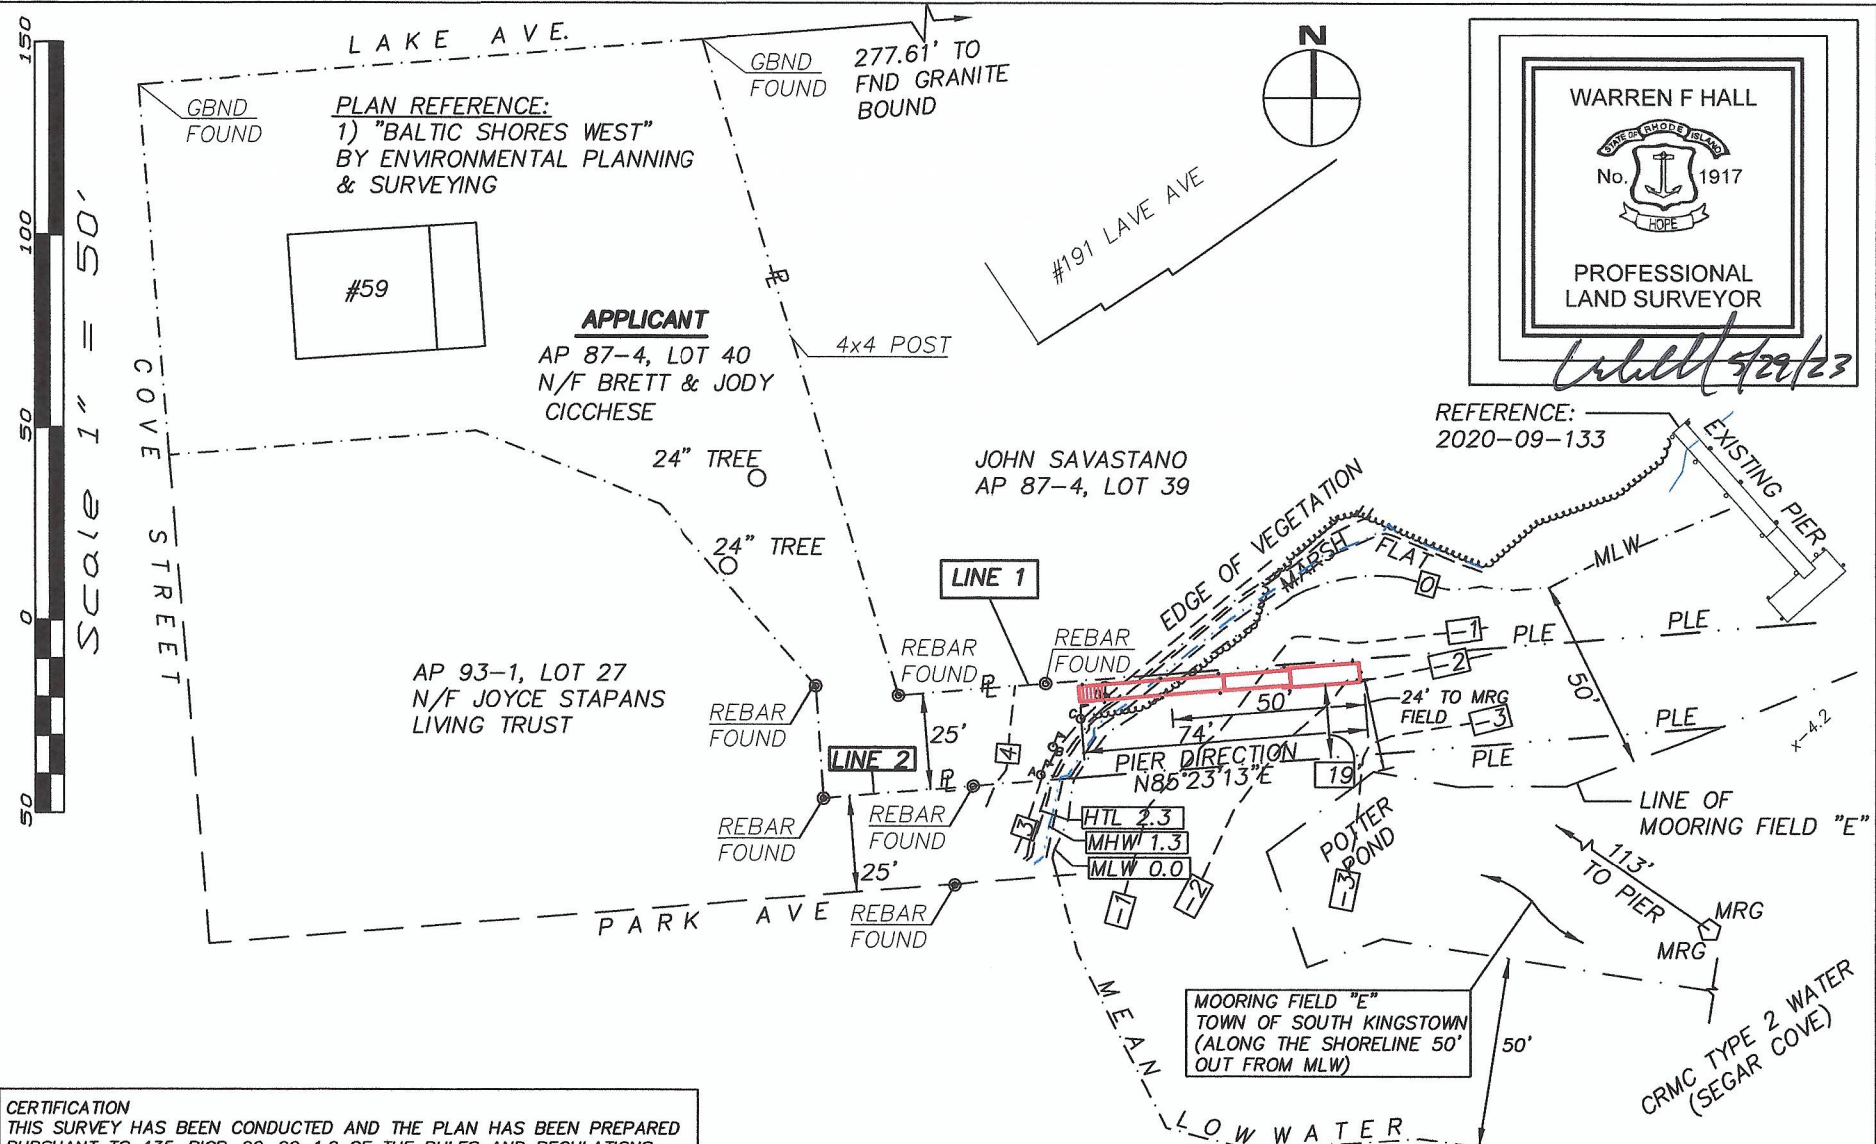 150
100
50
0
50
Scale 1" = 50'
LAKE AVE.
GBND
FOUND
GBND
FOUND
277.61' TO
FND GRANITE
BOUND
PLAN REFERENCE:
1) "BALTIC SHORES WEST"
BY ENVIRONMENTAL PLANNING
& SURVEYING
N
WARREN F HALL
STATE OF RHODE ISLAND
No. 1917
HOPE
PROFESSIONAL
LAND SURVEYOR
5/29/23
#59
#191 LAVE AVE
PL
APPLICANT
AP 87-4, LOT 40
N/F BRETT & JODY
CICCHESE
4x4 POST
COVE STREET
24" TREE
24" TREE
JOHN SAVASTANO
AP 87-4, LOT 39
REFERENCE:
2020-09-133
EXISTING PIER
EDGE OF VEGETATION
MARSH
FLAT
0
MLW
LINE 1
REBAR
FOUND
REBAR
FOUND
PL
-1
-2
PLE
PLE
50'
AP 93-1, LOT 27
N/F JOYCE STAPANS
LIVING TRUST
REBAR
FOUND
25'
4
C
B
A
50'
74'
24' TO MRG
FIELD
-3
PLE
PLE
x-4.2
PIER DIRECTION
N85°23'13"E
19
LINE 2
PL
REBAR
FOUND
REBAR
FOUND
25'
3
HTL 2.3
MHW 1.3
MLW 0.0
-1
-2
-3
POTTER
POND
LINE OF
MOORING FIELD "E"
113'
TO PIER
MRG
MRG
PARK AVE
REBAR
FOUND
MOORING FIELD "E"
TOWN OF SOUTH KINGSTOWN
(ALONG THE SHORELINE 50'
OUT FROM MLW)
50'
CRMC TYPE 2 WATER
(SEGAR COVE)
MEAN
LOW WATER
CERTIFICATION
THIS SURVEY HAS BEEN CONDUCTED AND THE PLAN HAS BEEN PREPARED